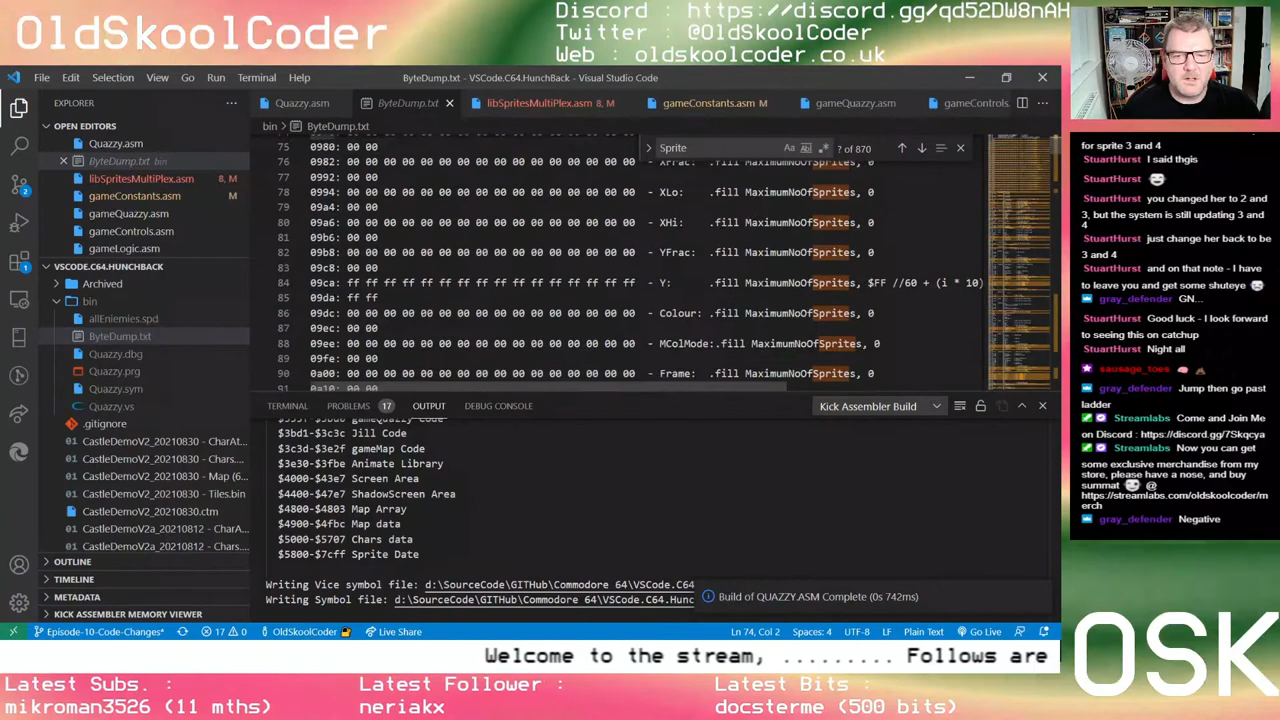 OldSkoolCoder
Discord : https://discord.gg/qd52DW8nAH
Twitter : @OldSkoolCoder
Web : oldskoolcoder.co.uk
File Edit Selection View Go Run Terminal Help
ByteDump.txt - VSCode.C64.HunchBack - Visual Studio Code
EXPLORER
OPEN EDITORS
Quazzy.asm
ByteDump.txt bin
libSpritesMultiPlex.asm 8, M
gameConstants.asm M
gameQuazzy.asm
gameControls.asm
gameLogic.asm
VSCODE.C64.HUNCHBACK
Archived
bin
allEniemies.spd
ByteDump.txt
Quazzy.dbg
Quazzy.prg
Quazzy.sym
Quazzy.vs
.gitignore
CastleDemoV2_20210830 - CharAt...
CastleDemoV2_20210830 - Chars....
CastleDemoV2_20210830 - Map (6...
CastleDemoV2_20210830 - Tiles.bin
CastleDemoV2_20210830.ctm
CastleDemoV2a_20210812 - CharA...
CastleDemoV2a_20210812 - Chars...
OUTLINE
TIMELINE
METADATA
KICK ASSEMBLER MEMORY VIEWER
Quazzy.asm ByteDump.txt libSpritesMultiPlex.asm 8, M gameConstants.asm M gameQuazzy.asm gameControls.
bin > ByteDump.txt
Sprite Aa ab ? of 870
75 0980: 00 00
76 0982: 00 00 00 00 00 00 00 00 00 00 00 00 00 00 00 00 - XFrac: .fill MaximumNoOfSprites, 0
77 0992: 00 00
78 0994: 00 00 00 00 00 00 00 00 00 00 00 00 00 00 00 00 - XLo: .fill MaximumNoOfSprites, 0
79 09a4: 00 00
80 09a6: 00 00 00 00 00 00 00 00 00 00 00 00 00 00 00 00 - XHi: .fill MaximumNoOfSprites, 0
81 09b6: 00 00
82 09b8: 00 00 00 00 00 00 00 00 00 00 00 00 00 00 00 00 - YFrac: .fill MaximumNoOfSprites, 0
83 09c8: 00 00
84 09ca: ff ff ff ff ff ff ff ff ff ff ff ff ff ff ff ff - Y: .fill MaximumNoOfSprites, $FF //60 + (i * 10)
85 09da: ff ff
86 09dc: 00 00 00 00 00 00 00 00 00 00 00 00 00 00 00 00 - Colour: .fill MaximumNoOfSprites, 0
87 09ec: 00 00
88 09ee: 00 00 00 00 00 00 00 00 00 00 00 00 00 00 00 00 - MColMode:.fill MaximumNoOfSprites, 0
89 09fe: 00 00
90 0a00: 00 00 00 00 00 00 00 00 00 00 00 00 00 00 00 00 - Frame: .fill MaximumNoOfSprites, 0
91 0a10: 00 00
TERMINAL PROBLEMS 17 OUTPUT DEBUG CONSOLE
Kick Assembler Build
$3bd1-$3c3c Jill Code
$3c3d-$3e2f gameMap Code
$3e30-$3fbe Animate Library
$4000-$43e7 Screen Area
$4400-$47e7 ShadowScreen Area
$4800-$4803 Map Array
$4900-$4fbc Map data
$5000-$5707 Chars data
$5800-$7cff Sprite Date
Writing Vice symbol file: d:\SourceCode\GITHub\Commodore 64\VSCode.C64
Writing Symbol file: d:\SourceCode\GITHub\Commodore 64\VSCode.C64.Hunc
Build of QUAZZY.ASM Complete (0s 742ms)
Episode-10-Code-Changes* 17 0 OldSkoolCoder Live Share
Ln 74, Col 2 Spaces: 4 UTF-8 LF Plain Text Go Live
for sprite 3 and 4
StuartHurst I said thgis
StuartHurst
StuartHurst you changed her to 2 and
3, but the system is still updating 3 and
4
StuartHurst just change her back to be
3 and 4
StuartHurst and on that note - I have
to leave you and get some shuteye
gray_defender GN...
StuartHurst Good luck - I look forward
to seeing this on catchup
StuartHurst Night all
sausage_toes
gray_defender Jump then go past
ladder
Streamlabs Come and Join Me
on Discord : https://discord.gg/7Skqcya
Streamlabs Now you can get
some exclusive merchandise from my
store, please have a nose, and buy
summat @
https://streamlabs.com/oldskoolcoder/m
erch
gray_defender Negative
OSK
Welcome to the stream, ......... Follows are
Latest Subs. :
mikroman3526 (11 mths)
Latest Follower :
neriakx
Latest Bits :
docsterme (500 bits)